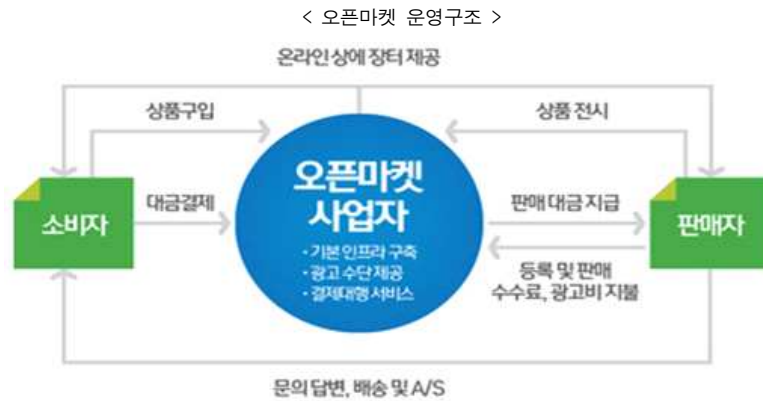 < 오픈마켓 운영구조 >
온라인 상에 장터 제공
상품구입
상품 전시
소비자
대금결제
오픈마켓
사업자
· 기본 인프라 구축
· 광고 수단 제공
· 결제대행 서비스
판매 대금 지급
판매자
등록 및 판매
수수료, 광고비 지불
문의 답변, 배송 및 A/S